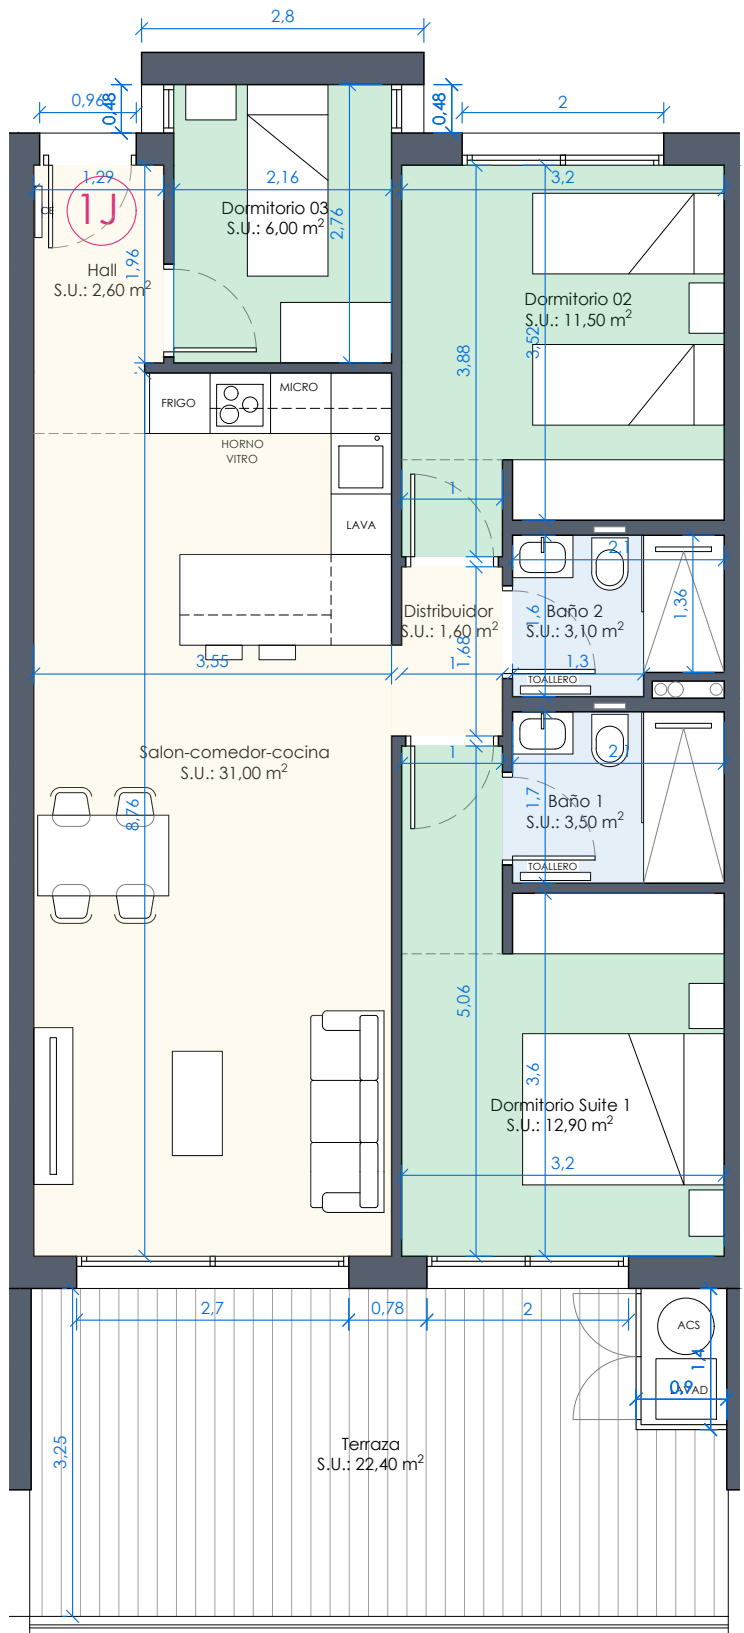 2,8
0,96
0,48
0,48
2
1,29
2,16
3,2
CE
1J
Dormitorio 03
S.U.: 6,00 m²
2,76
Hall
S.U.: 2,60 m²
1,96
Dormitorio 02
S.U.: 11,50 m²
3,52
3,88
FRIGO
MICRO
HORNO
VITRO
LAVA
1
2,1
Distribuidor
S.U.: 1,60 m²
1,68
Baño 2
S.U.: 3,10 m²
1,6
1,36
3,55
1
1,3
TOALLERO
Salon-comedor-cocina
S.U.: 31,00 m²
8,76
1
2,1
Baño 1
S.U.: 3,50 m²
1,7
TOALLERO
5,06
3,6
Dormitorio Suite 1
S.U.: 12,90 m²
3,2
2,7
0,78
2
ACS
1,4
LAVAD
0,9
Terraza
S.U.: 22,40 m²
3,25